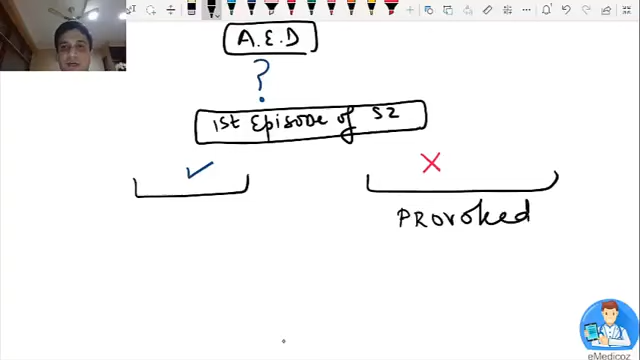 A.E.D
?
1st Episode of SZ
PROVOKED
eMedicoz